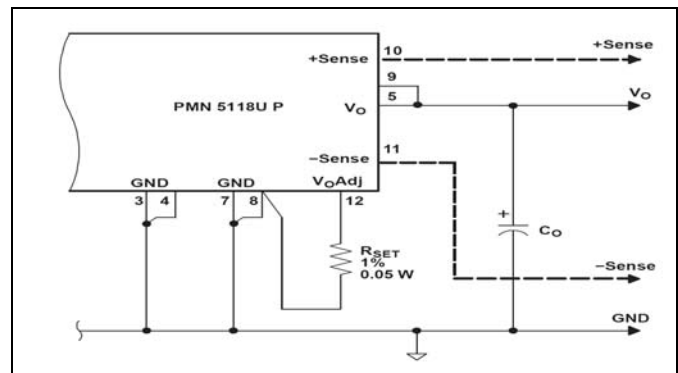 +Sense
10
+Sense
9
5
VO
VO
PMN 5118U P
11
−Sense
GND
GND
VOAdj
3
4
7
8
12
RSET
1%
0.05 W
+
CO
−Sense
GND